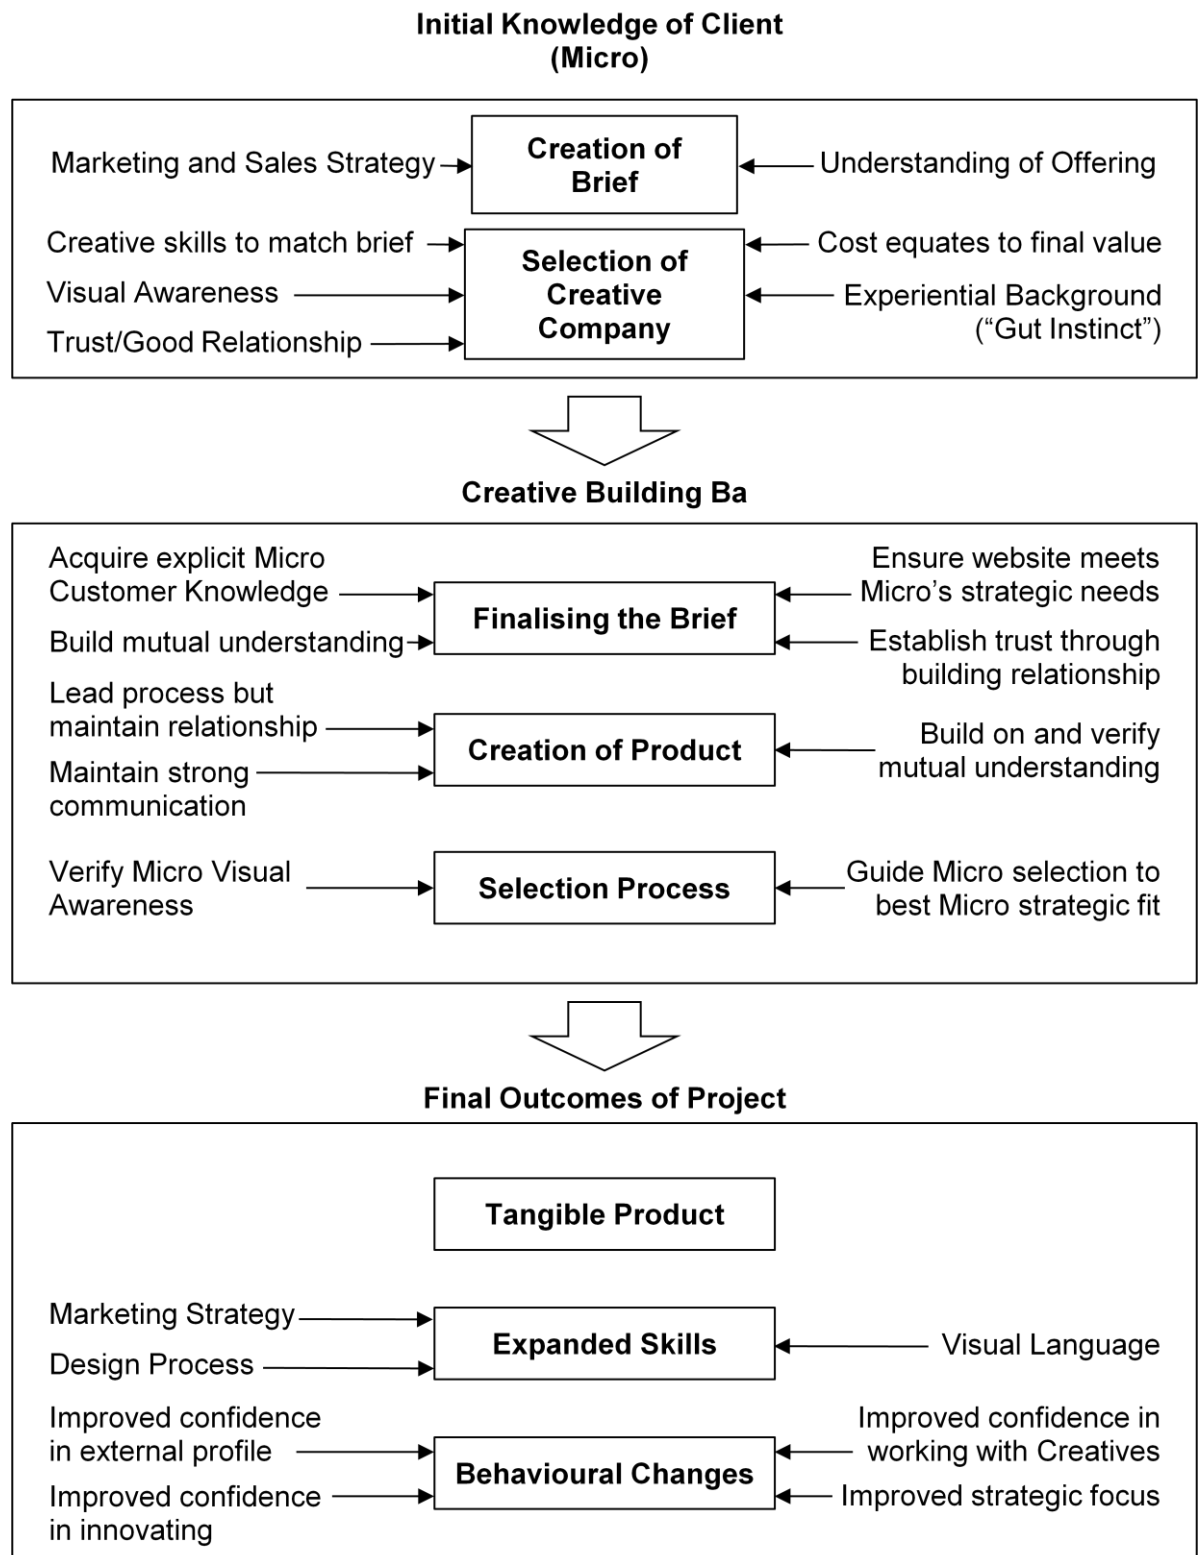 Initial Knowledge of Client
(Micro)
Marketing and Sales Strategy
Creation of
Brief
Understanding of Offering
Creative skills to match brief
Visual Awareness
Trust/Good Relationship
Selection of
Creative
Company
Cost equates to final value
Experiential Background
(“Gut Instinct”)
Creative Building Ba
Acquire explicit Micro
Customer Knowledge
Build mutual understanding
Finalising the Brief
Ensure website meets
Micro’s strategic needs
Establish trust through
building relationship
Lead process but
maintain relationship
Maintain strong
communication
Creation of Product
Build on and verify
mutual understanding
Verify Micro Visual
Awareness
Selection Process
Guide Micro selection to
best Micro strategic fit
Final Outcomes of Project
Tangible Product
Marketing Strategy
Design Process
Expanded Skills
Visual Language
Improved confidence
in external profile
Improved confidence
in innovating
Behavioural Changes
Improved confidence in
working with Creatives
Improved strategic focus